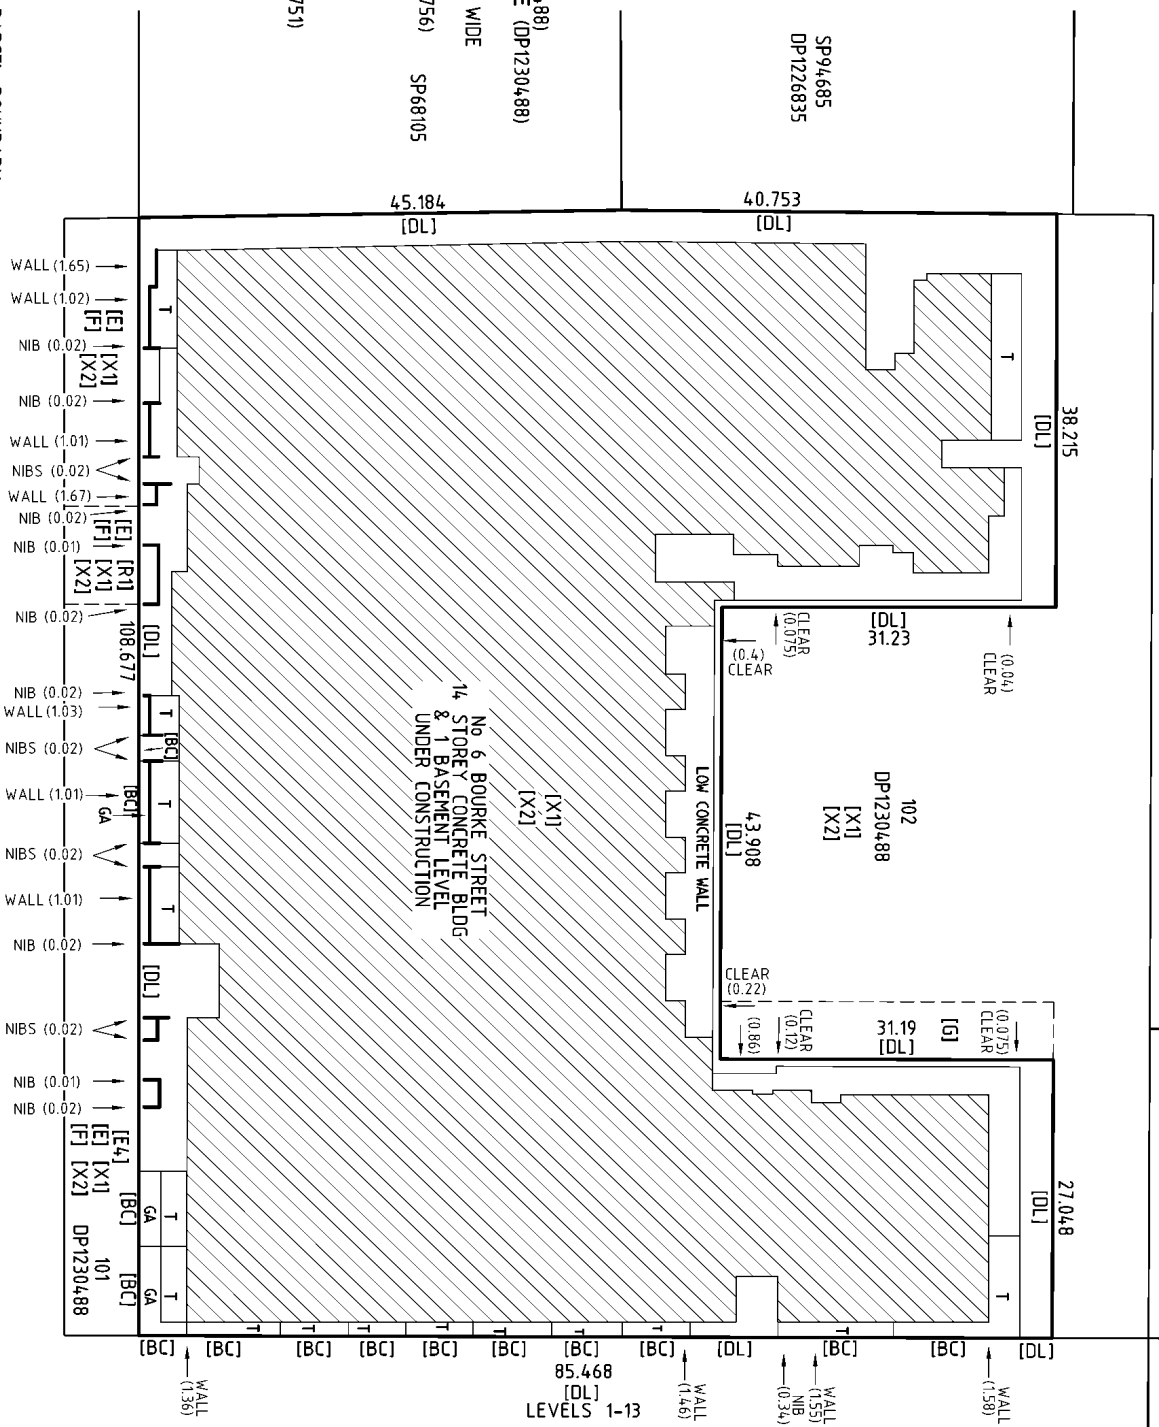 SP94685
DP1226835
488)
E (DP1230488)
WIDE
756)
SP68105
751)
45.184
[DL]
40.753
[DL]
38.215
[DL]
T
T
WALL (1.65)
WALL (1.02)
[E]
[F]
NIB (0.02)
[X1]
[X2]
NIB (0.02)
WALL (1.01)
NIBS (0.02)
WALL (1.67)
NIB (0.02)
[E] [R1]
[F] [X1]
[X2]
NIB (0.01)
NIB (0.02)
108.677
[DL]
NIB (0.02)
WALL (1.03)
T
NIBS (0.02)
[BC]
WALL (1.01)
[BC]
GA
T
NIBS (0.02)
WALL (1.01)
T
NIB (0.02)
[DL]
NIBS (0.02)
NIB (0.01)
NIB (0.02)
[E4]
[E] [X1]
[F] [X2]
[BC]
GA
T
101
DP1230488
[BC]
GA
T
[DL]
31.23
CLEAR
(0.075)
(0.4)
CLEAR
(0.04)
CLEAR
102
DP1230488
[X1]
[X2]
43.908
[DL]
LOW CONCRETE WALL
[X1]
[X2]
No 6 BOURKE STREET
14 STOREY CONCRETE BLDG
& 1 BASEMENT LEVEL
UNDER CONSTRUCTION
CLEAR
(0.22)
(0.86)
CLEAR
(0.12)
31.19
[DL]
[G]
(0.075)
CLEAR
27.048
[DL]
T
T
T
T
T
T
T
T
T
[BC]
[BC]
[BC]
[BC]
[BC]
[BC]
[BC]
[BC]
[DL]
[BC]
[BC]
[DL]
WALL
(1.36)
85.468
[DL]
LEVELS 1-13
WALL
(1.46)
NIB
(0.34)
WALL
(1.55)
WALL
(1.58)